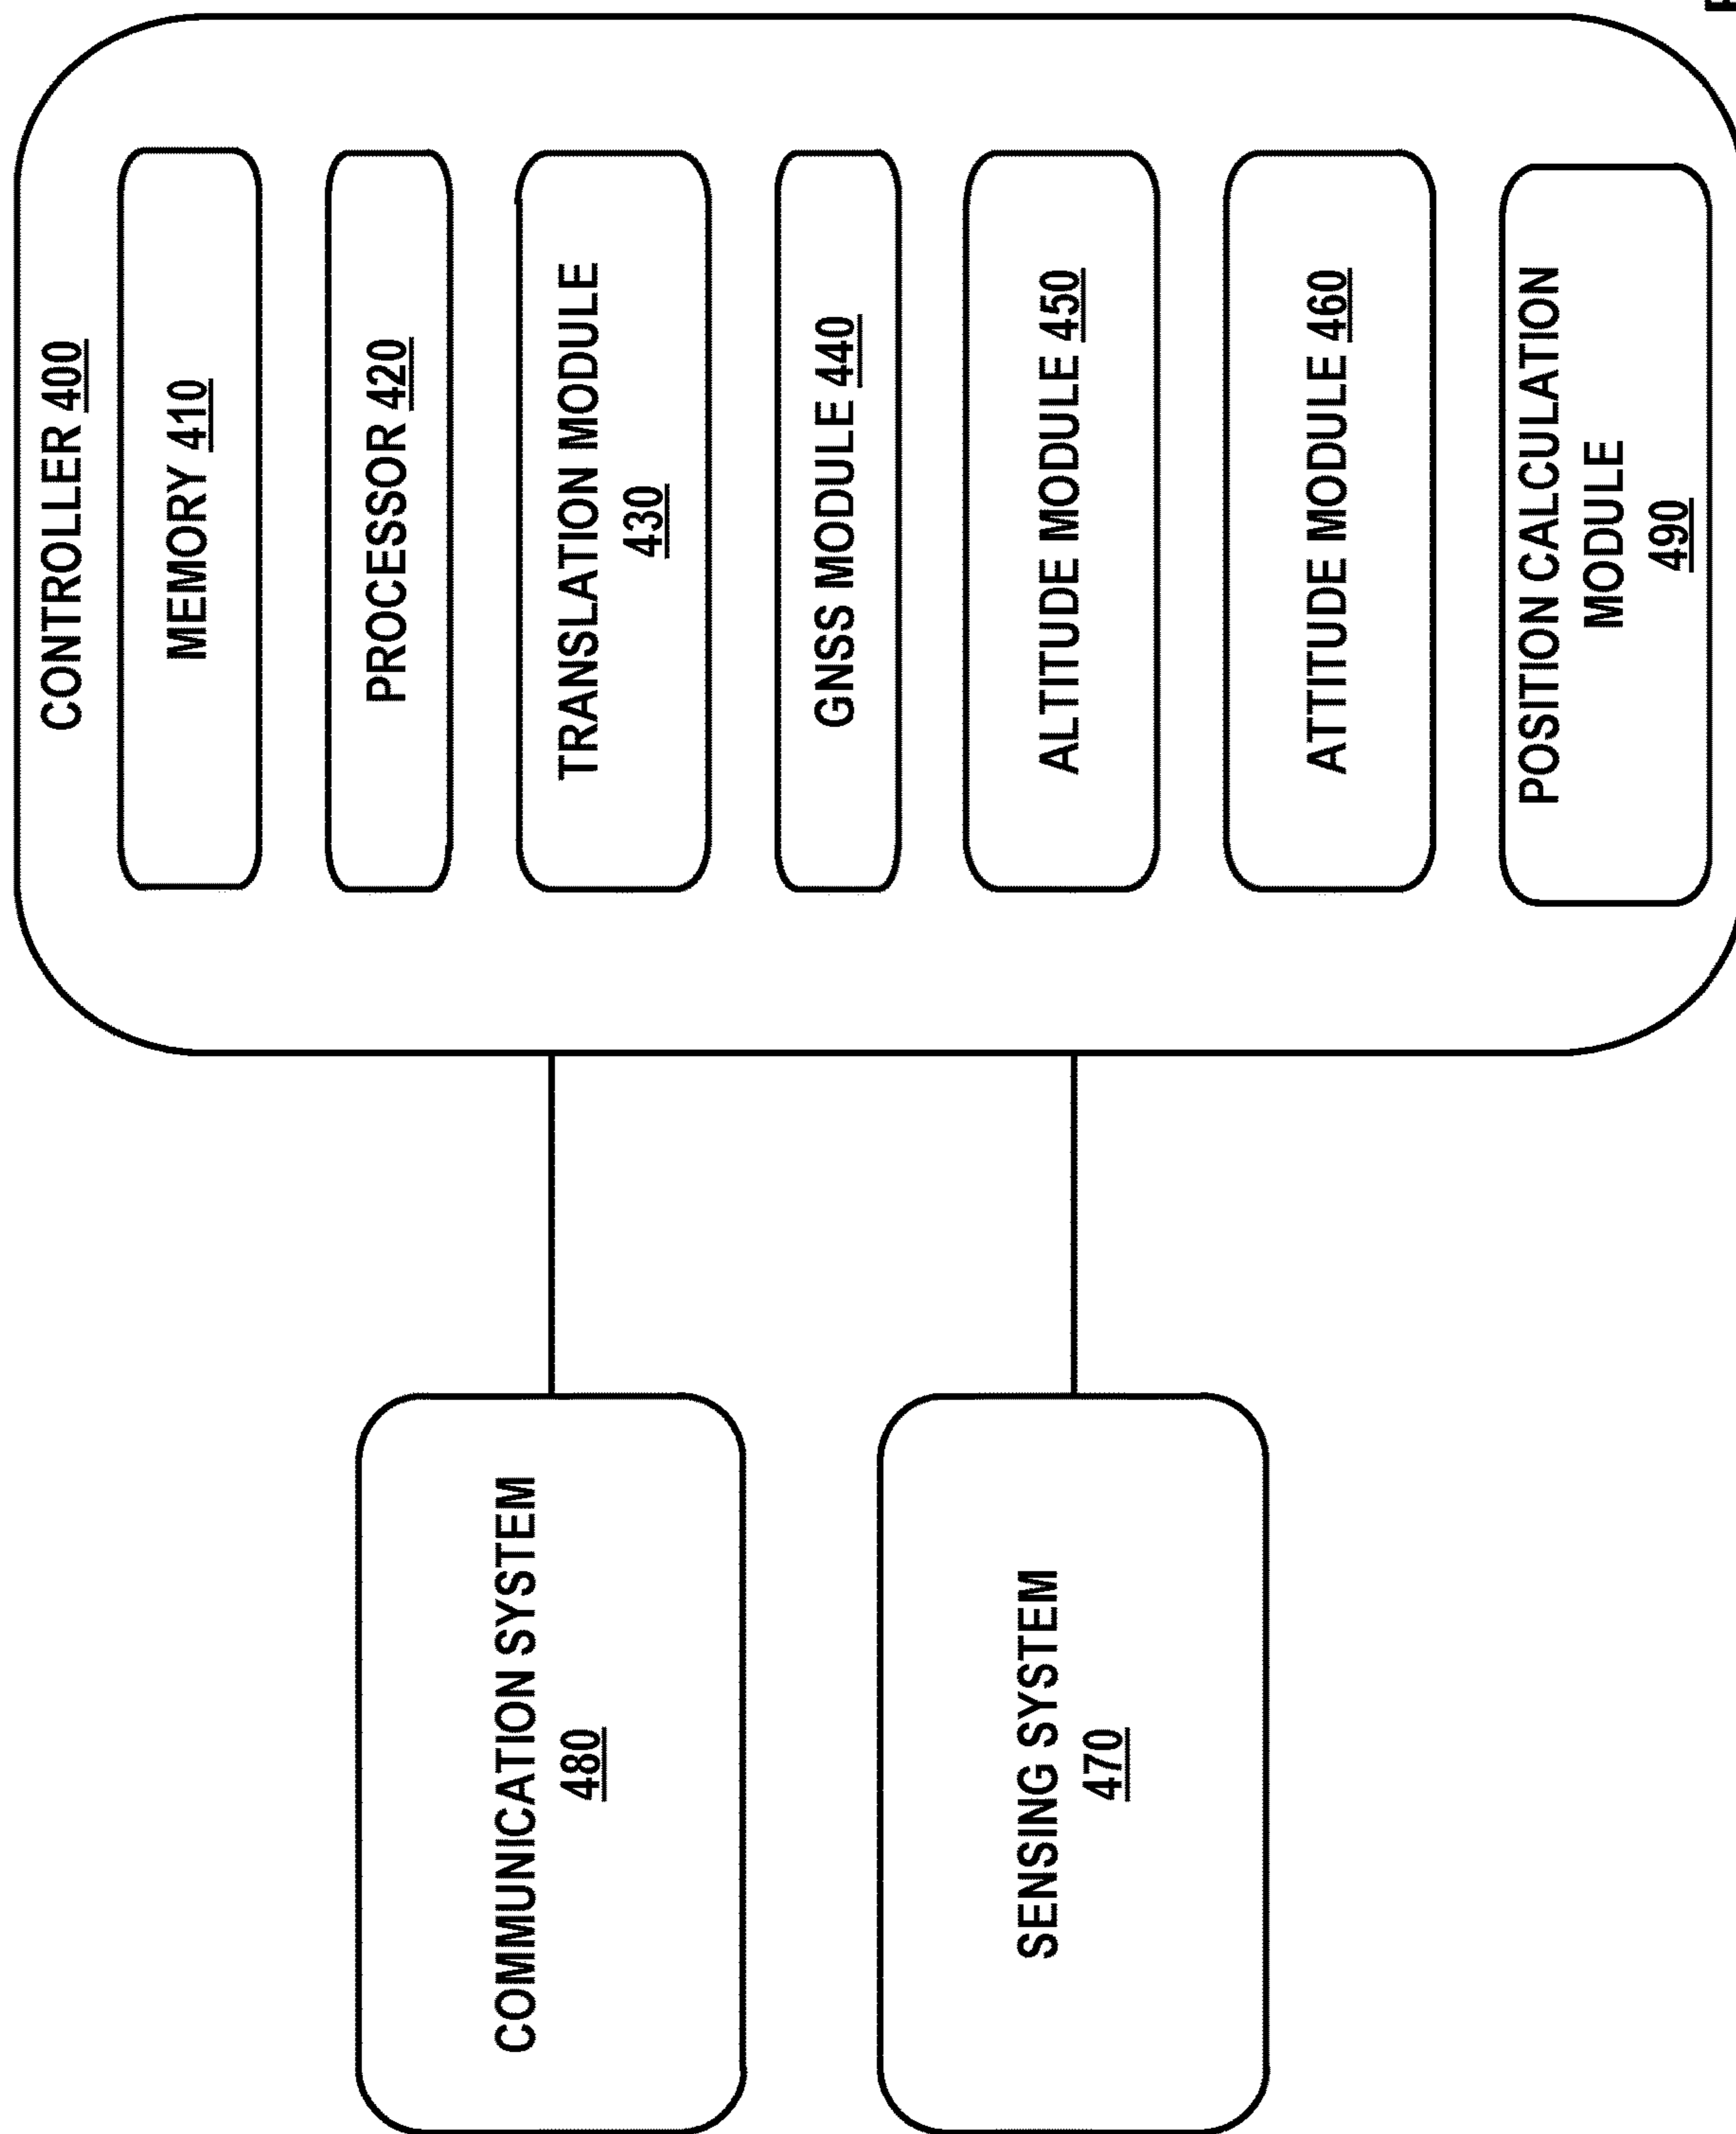 CONTROLLER 400
MEMORY 410
PROCESSOR 420
TRANSLATION MODULE
430
GNSS MODULE 440
ALTITUDE MODULE 450
ATTITUDE MODULE 460
POSITION CALCULATION
MODULE
490
COMMUNICATION SYSTEM
480
SENSING SYSTEM
470